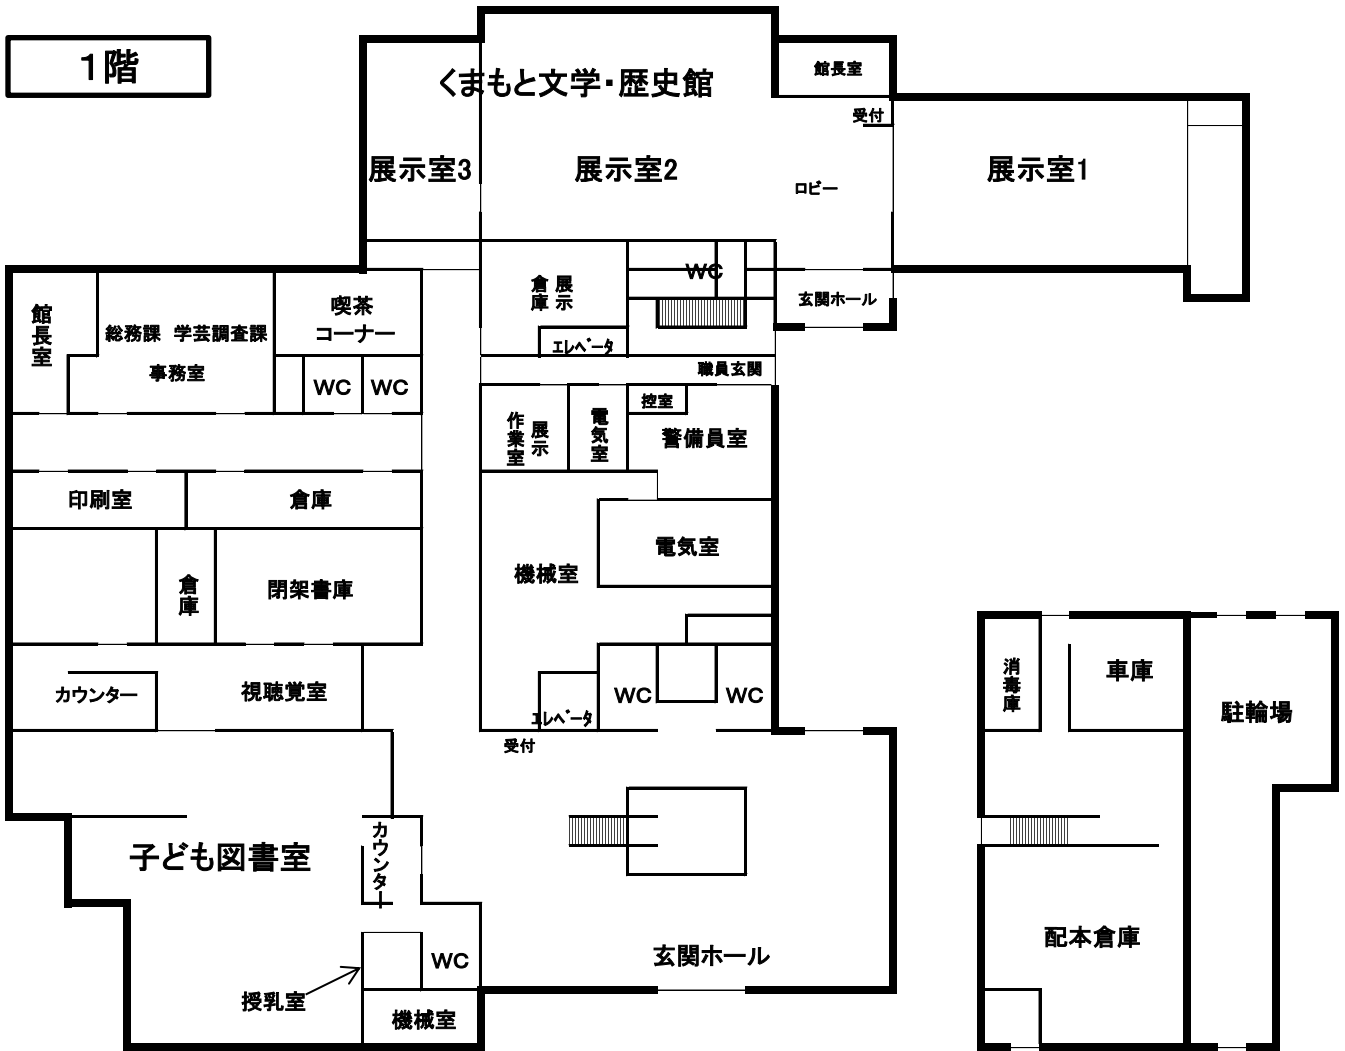 1階
くまもと文学・歴史館
館長室
受付
展示室3
展示室2
ロビー
展示室1
WC
展示
倉庫
玄関ホール
館長室
喫茶
コーナー
総務課 学芸調査課
事務室
エレベータ
職員玄関
WC
WC
控室
展示
作業室
電気室
警備員室
印刷室
倉庫
電気室
機械室
倉庫
閉架書庫
カウンター
視聴覚室
エレベータ
WC
WC
受付
消毒庫
車庫
駐輪場
カウンター
子ども図書室
配本倉庫
玄関ホール
WC
授乳室
機械室